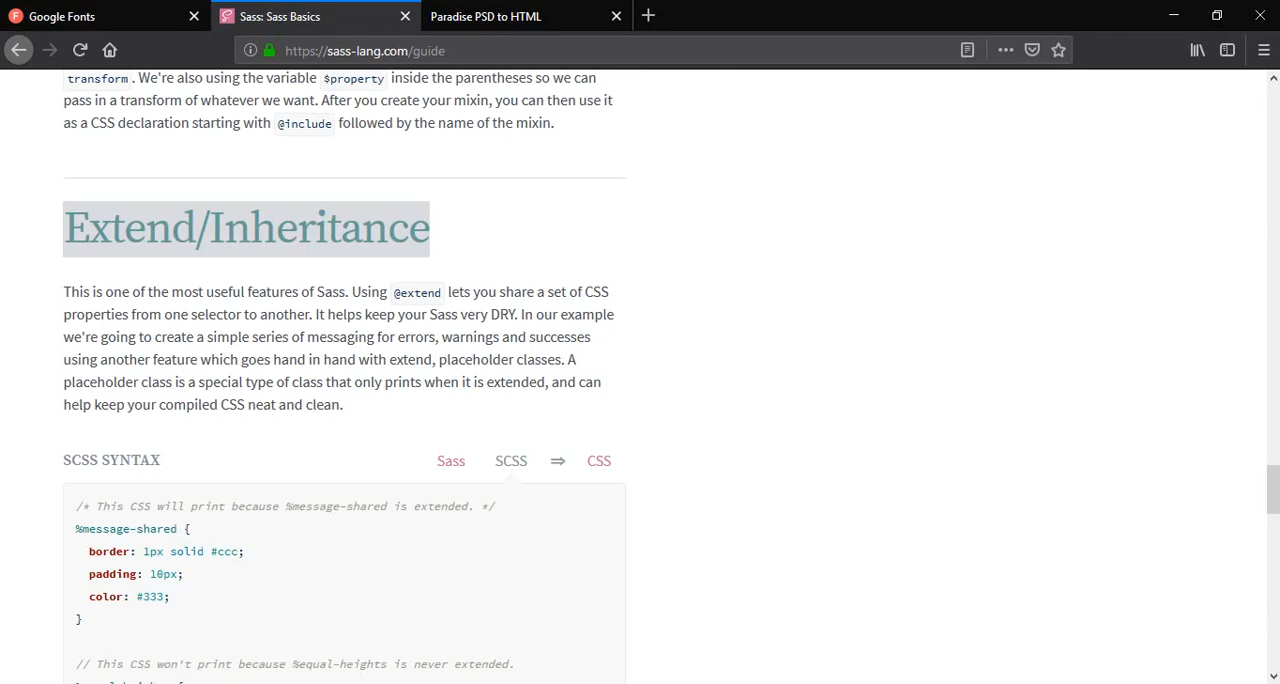 Google Fonts
Sass: Sass Basics
Paradise PSD to HTML
https://sass-lang.com/guide
transform. We're also using the variable $property inside the parentheses so we can
pass in a transform of whatever we want. After you create your mixin, you can then use it
as a CSS declaration starting with @include followed by the name of the mixin.
Extend/Inheritance
This is one of the most useful features of Sass. Using @extend lets you share a set of CSS
properties from one selector to another. It helps keep your Sass very DRY. In our example
we're going to create a simple series of messaging for errors, warnings and successes
using another feature which goes hand in hand with extend, placeholder classes. A
placeholder class is a special type of class that only prints when it is extended, and can
help keep your compiled CSS neat and clean.
SCSS SYNTAX Sass SCSS ⇒ CSS
/* This CSS will print because %message-shared is extended. */
%message-shared {
border: 1px solid #ccc;
padding: 10px;
color: #333;
}
// This CSS won't print because %equal-heights is never extended.